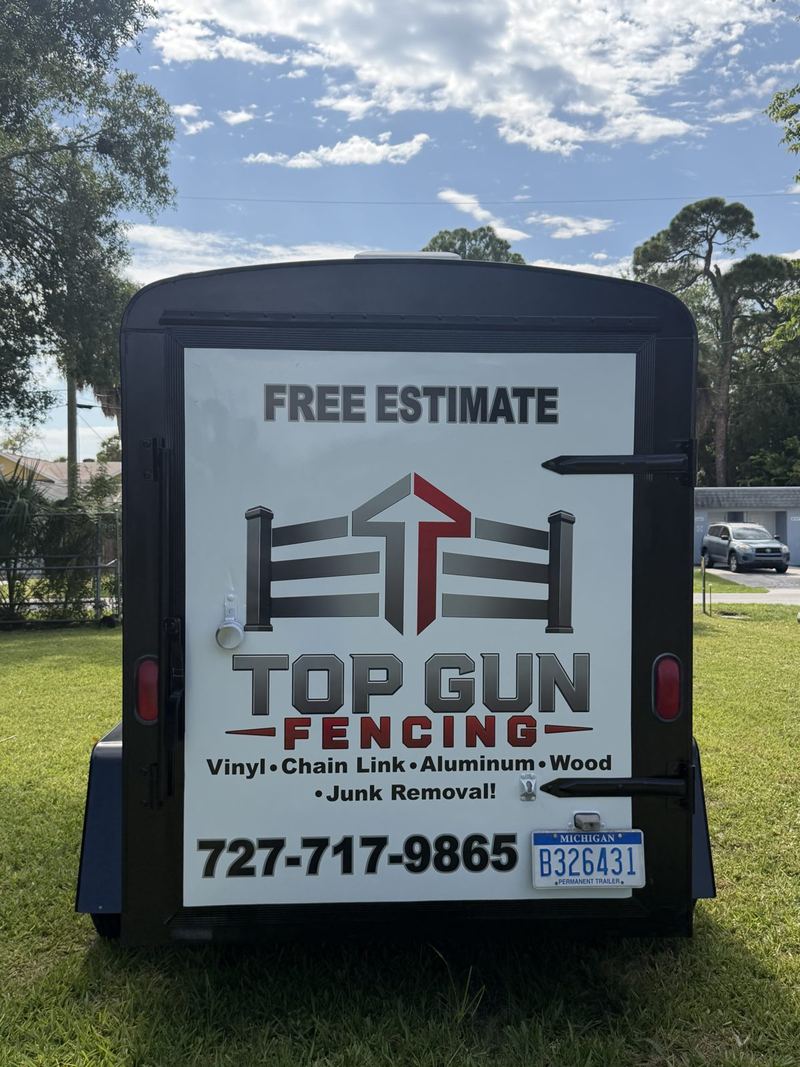 FREE ESTIMATE
TOP GUN
FENCING
Vinyl • Chain Link • Aluminum • Wood
• Junk Removal!
727-717-9865
MICHIGAN
B326431
PERMANENT TRAILER